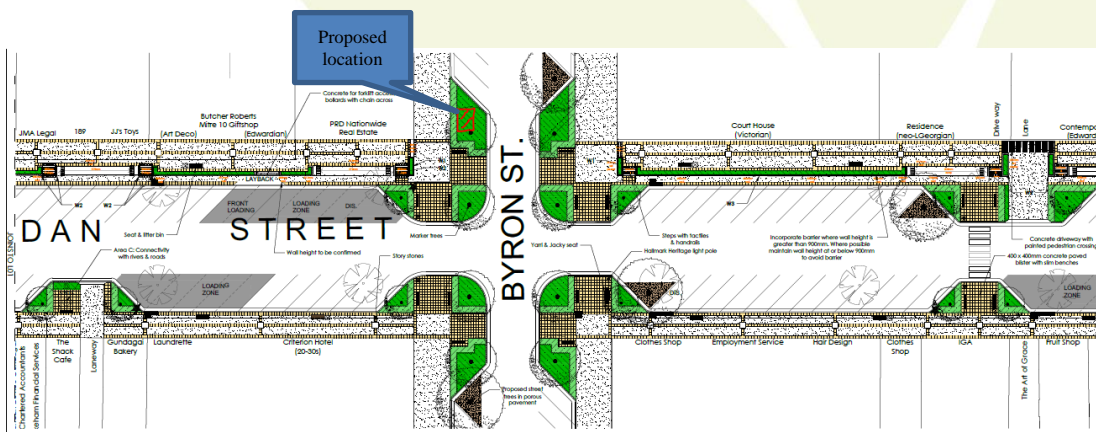 Proposed
location
Concrete for forklift access
bollards with chain across
Butcher Roberts
Mitre 10 Giftshop
JMA Legal
189
JJ's Toys
(Art Deco)
(Edwardian)
PRD Nationwide
Real Estate
Court House
(Victorian)
Residence
(neo-Georgian)
Drive way
Lane
LAYBACK
W2
W2
FRONT
LOADING
LOADING
ZONE
DIS.
DAN STREET
BYRON ST.
Seat & litter bin
Wall height to be confirmed
Marker trees
Area C: Connectivity
with rivers & roads
Story stones
Yarri & Jacky seat
Steps with tactiles
& handrails
Hallmark Heritage light pole
W3
Incorporate barrier where wall height is
greater than 900mm. Where possible
maintain wall height at or below 900mm
to avoid barrier
Concrete driveway with
painted pedestrian crossing
400 x 400mm concrete paved
blister with slim benches
LOADING
ZONE
DIS.
LOADING
ZONE
The
Shack
Cafe
Laneway
Gundagai
Bakery
Laundrette
Criterion Hotel
(20-30s)
Chartered Accountants
Financial Services
Proposed street
trees in porous
pavement
Clothes Shop
Employment Service
Hair Design
Clothes
Shop
IGA
The Art of Grace
Fruit Shop